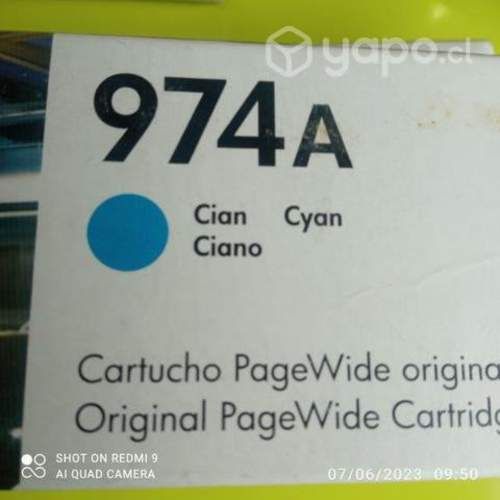 yapo.cl
974A
Cian Cyan
Ciano
Cartucho PageWide origina
Original PageWide Cartridg
SHOT ON REDMI 9
AI QUAD CAMERA
07/06/2023 09:50